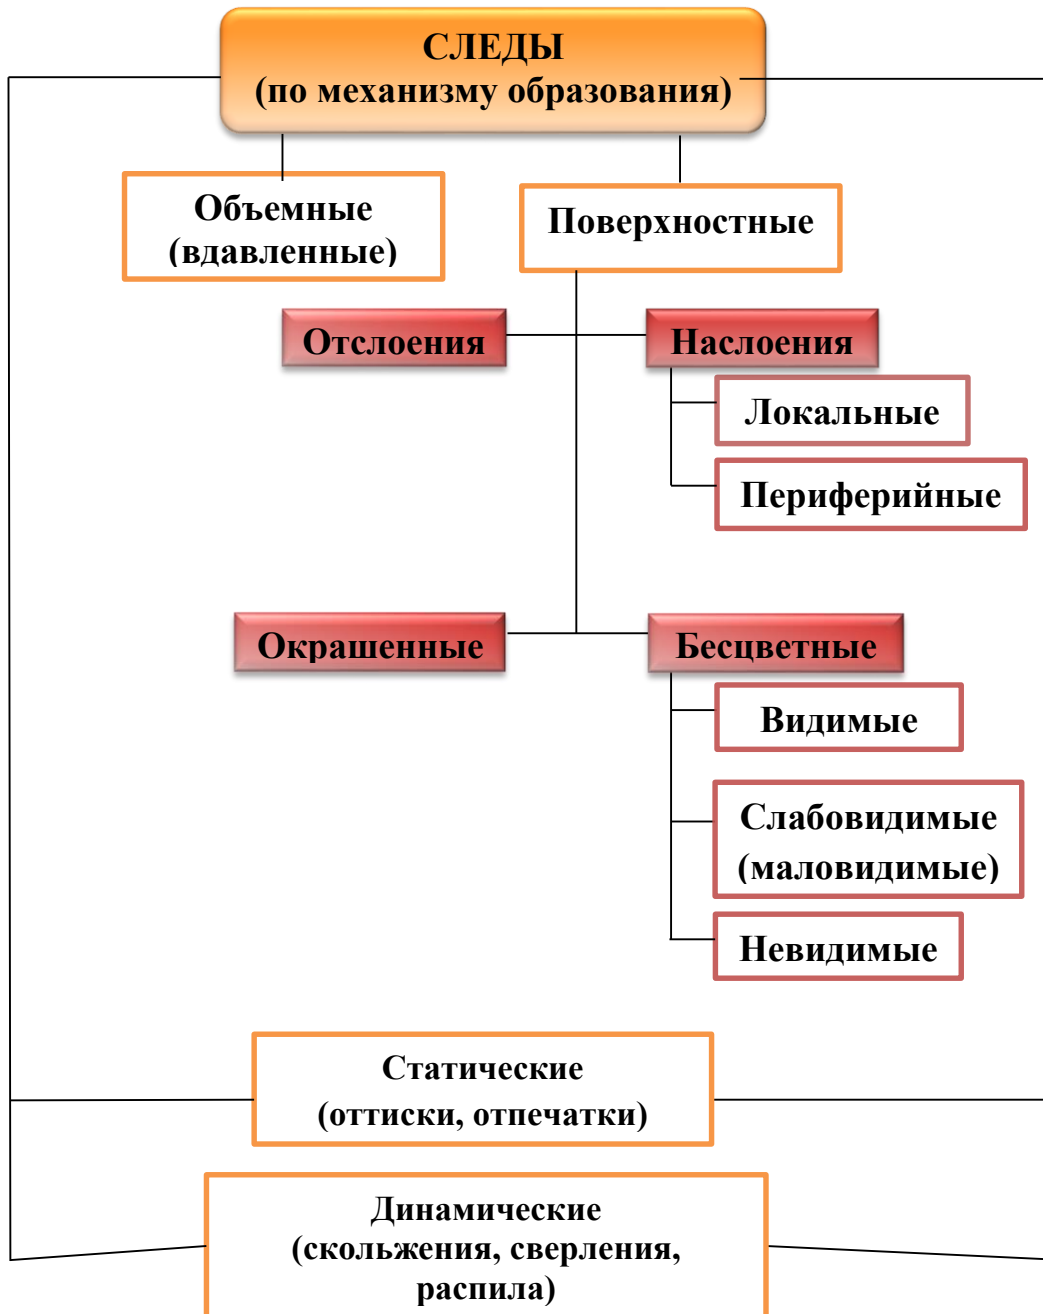 СЛЕДЫ
(по механизму образования)
Объемные
(вдавленные)
Поверхностные
Отслоения
Наслоения
Локальные
Периферийные
Окрашенные
Бесцветные
Видимые
Слабовидимые
(маловидимые)
Невидимые
Статические
(оттиски, отпечатки)
Динамические
(скольжения, сверления,
распила)